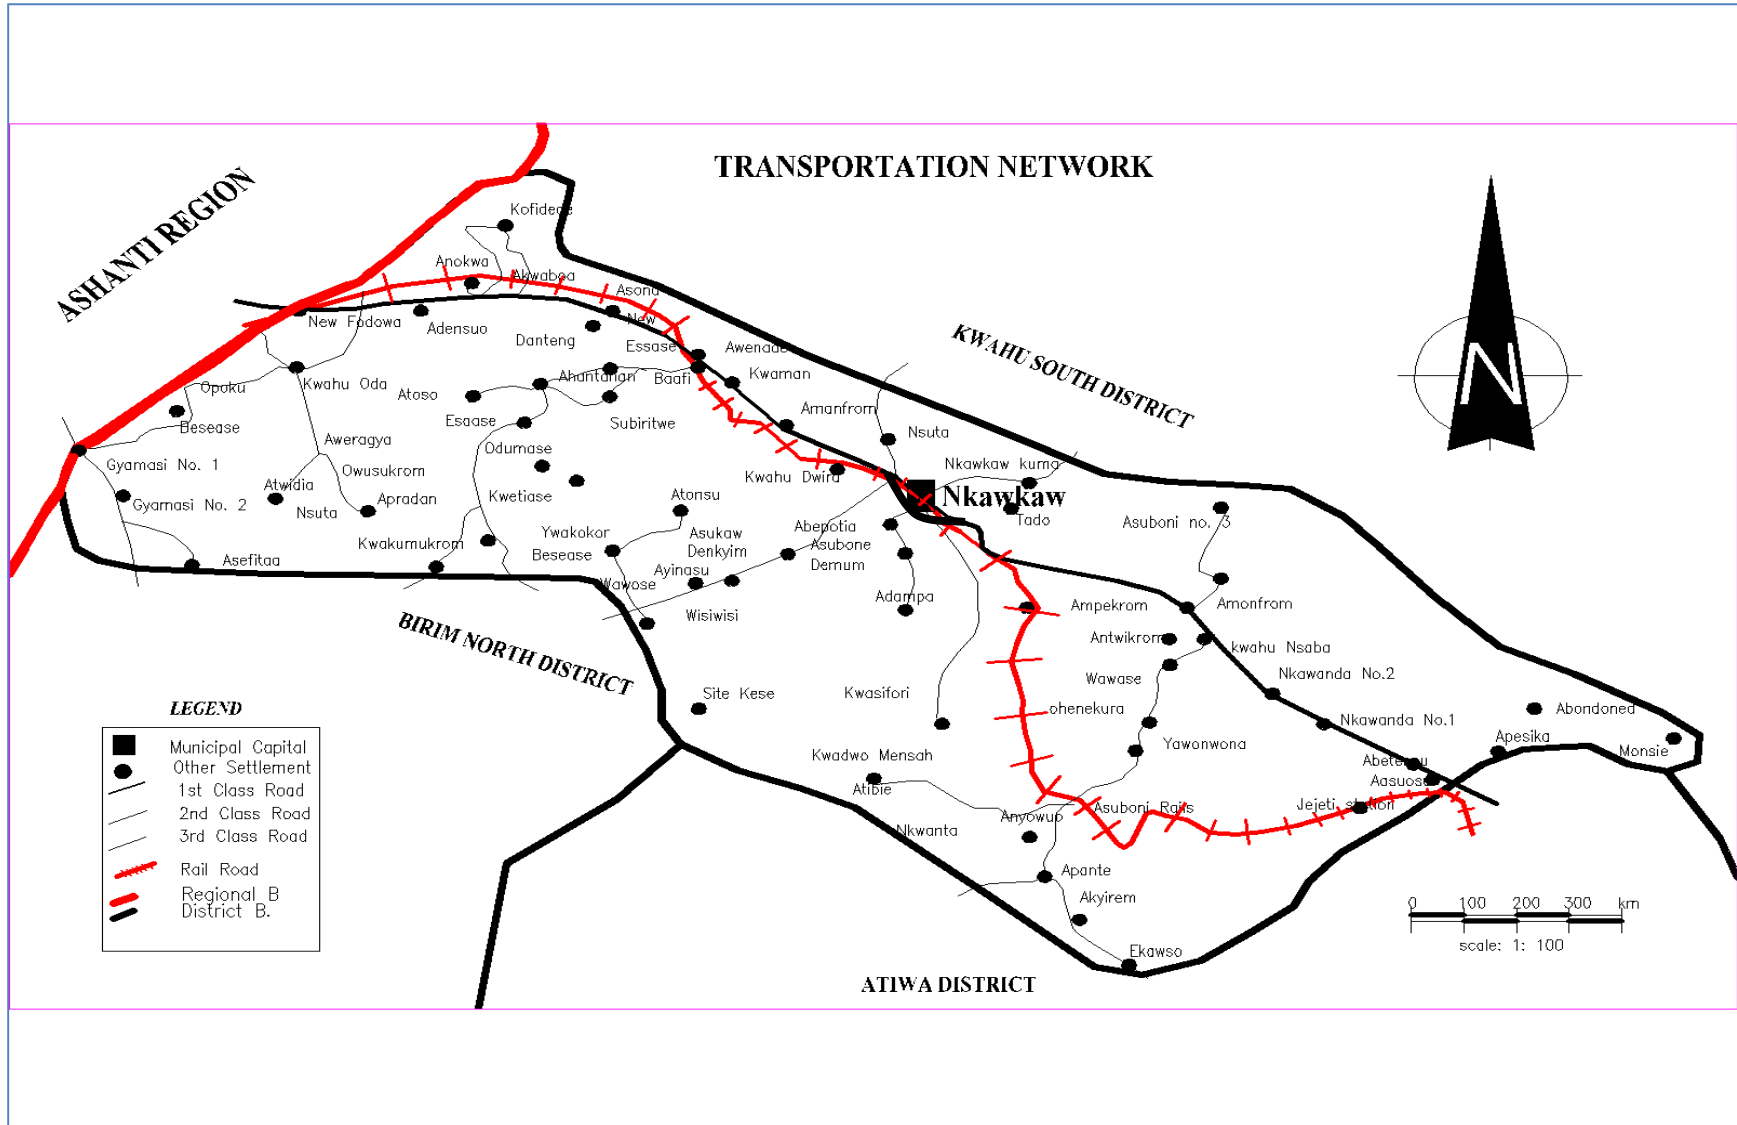 TRANSPORTATION NETWORK
ASHANTI REGION
Kofidede
Anokwa
Akwaboa
Asona
New Fodowa
Adensuo
New
Danteng
Essase
Awenade
KWAHU SOUTH DISTRICT
Opoku
Kwahu Oda
Atoso
Ahantanan
Baafi
Kwaman
Besease
Esaase
Subiritwe
Amanfrom
Nsuta
Aweragya
Odumase
Gyamasi No. 1
Owusukrom
Kwahu Dwira
Nkawkaw kuma
Atwidia
Apradan
Kwetiase
Atonsu
Nkawkaw
Gyamasi No. 2
Nsuta
Tado
Asuboni no. 3
Ywakokor
Asukaw
Abepotia
Kwakumukrom
Besease
Denkyim
Asubone
Asefitaa
Demum
Wawose
Ayinasu
Adampa
Ampekrom
Amonfrom
Wisiwisi
BIRIM NORTH DISTRICT
Antwikrom
kwahu Nsaba
Wawase
Nkawanda No.2
Site Kese
Kwasifori
ohenekura
Nkawanda No.1
Abondoned
Yawonwona
Apesika
Monsie
Kwadwo Mensah
Abetensu
Aasuosu
Atibie
Asuboni Rails
Jejeti station
Anyowuo
Nkwanta
Apante
Akyirem
Ekawso
ATIWA DISTRICT
LEGEND
Municipal Capital
Other Settlement
1st Class Road
2nd Class Road
3rd Class Road
Rail Road
Regional B
District B.
N
0 100 200 300 km
scale: 1: 100